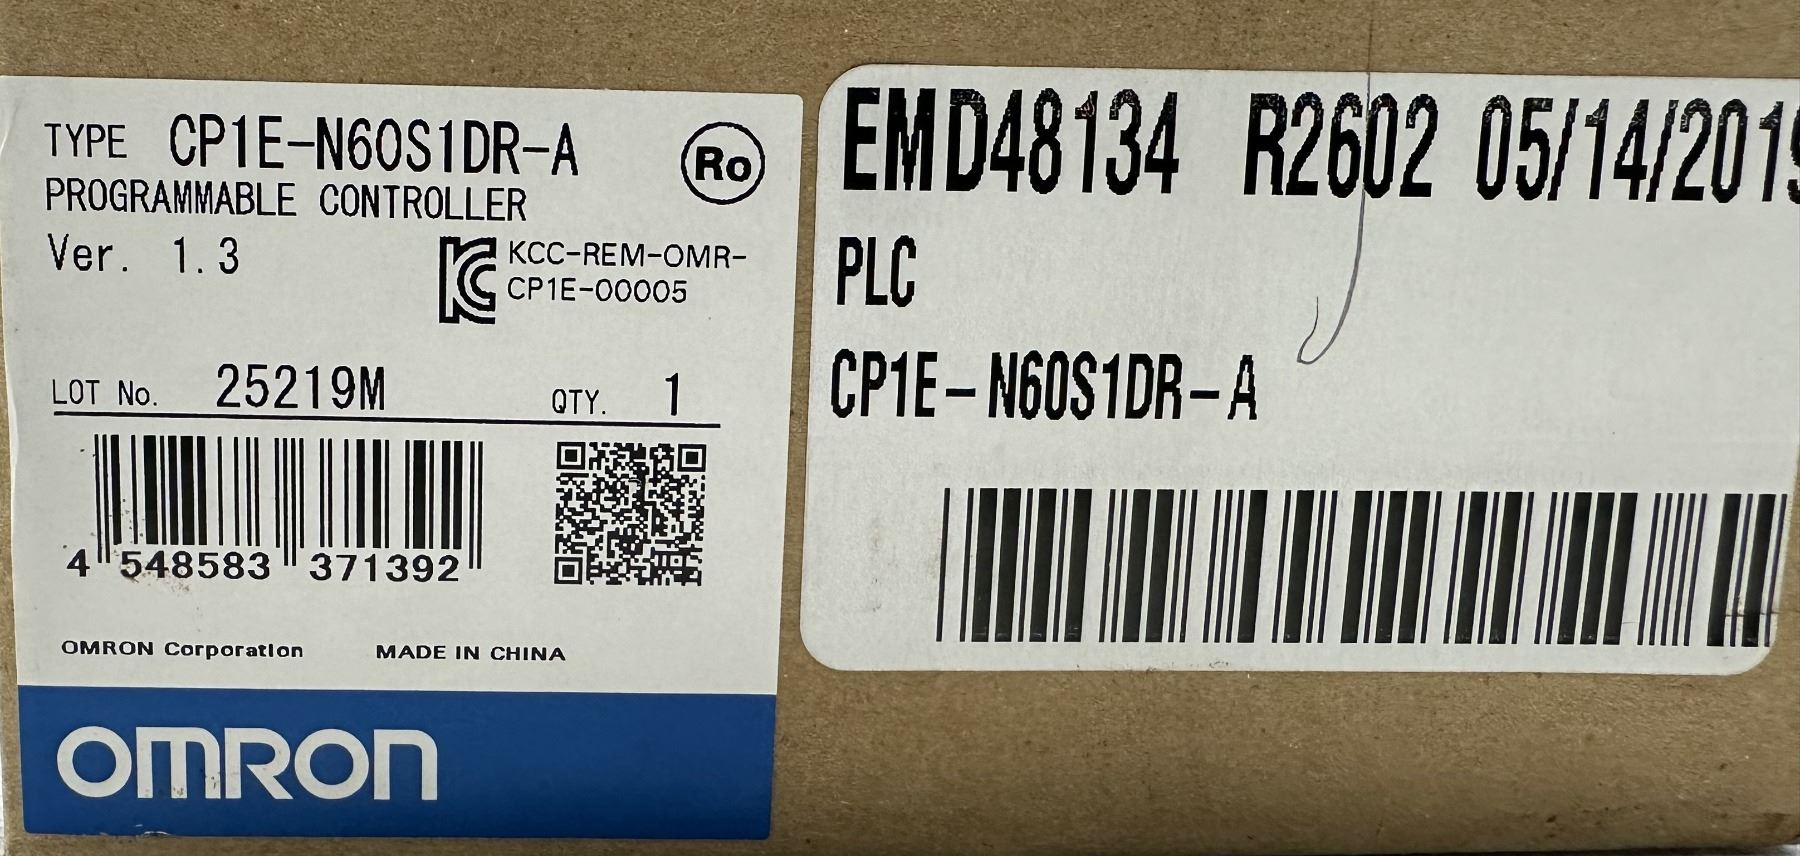 TYPE CP1E-N60S1DR-A
Ro
PROGRAMMABLE CONTROLLER
Ver. 1.3
KC KCC-REM-OMR-
CP1E-00005
LOT No. 25219M QTY. 1
4 548583 371392
OMRON Corporation MADE IN CHINA
OMRON
EMD48134 R2602 05/14/2019
PLC
CP1E-N60S1DR-A